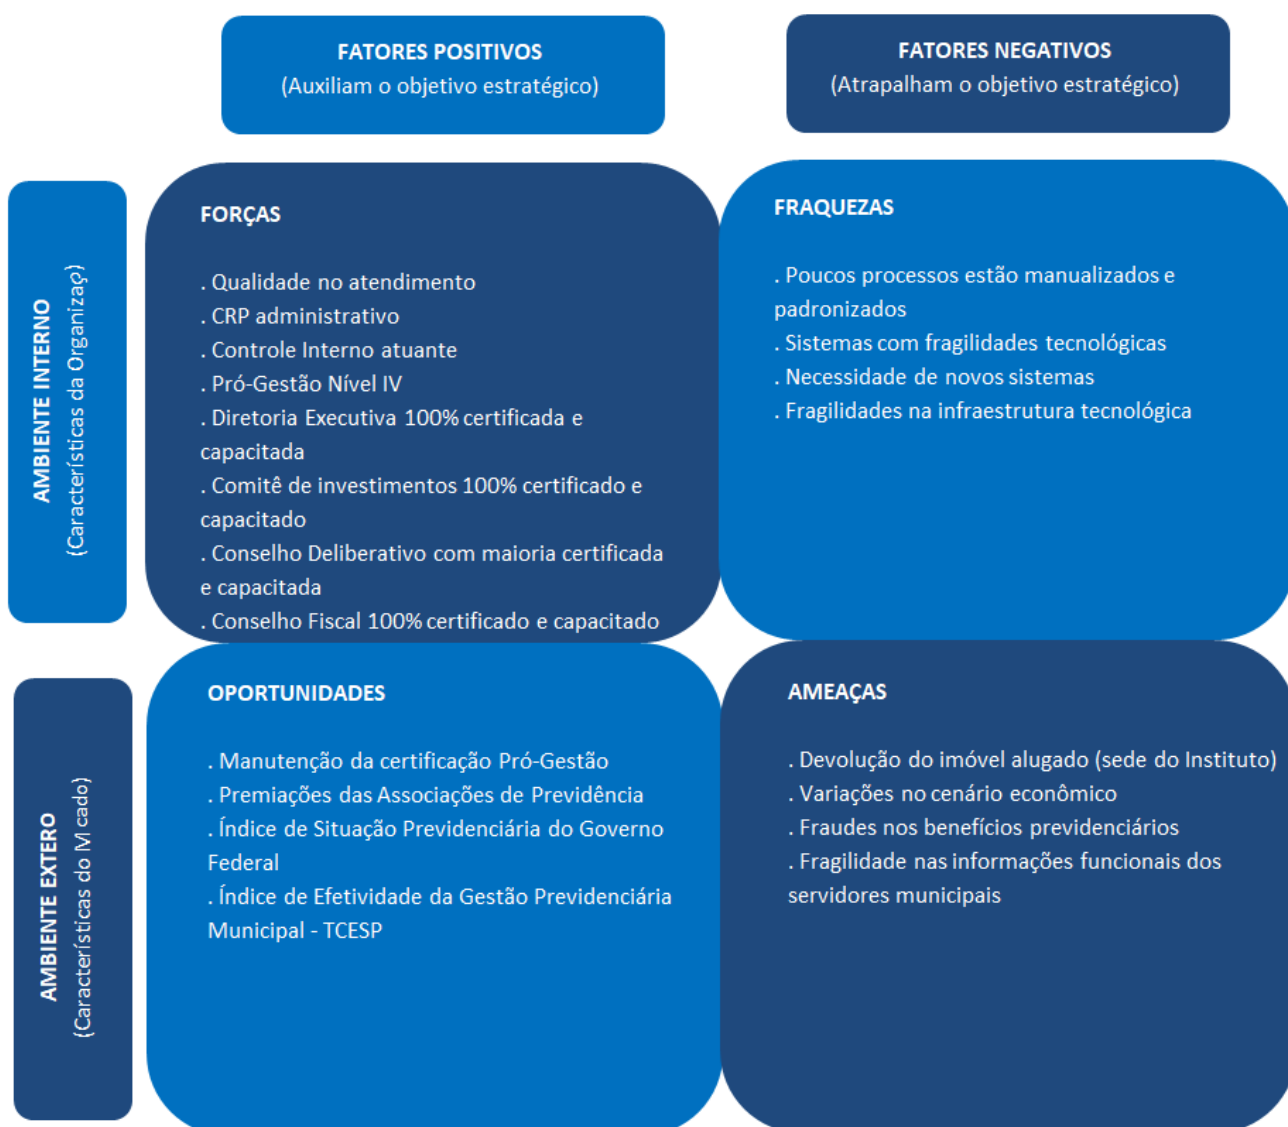 FATORES POSITIVOS
(Auxiliam o objetivo estratégico)
FATORES NEGATIVOS
(Atrapalham o objetivo estratégico)
AMBIENTE INTERNO
(Características da Organizaç
FORÇAS
. Qualidade no atendimento
. CRP administrativo
. Controle Interno atuante
. Pró-Gestão Nível IV
. Diretoria Executiva 100% certificada e
capacitada
. Comitê de investimentos 100% certificado e
capacitado
. Conselho Deliberativo com maioria certificada
e capacitada
. Conselho Fiscal 100% certificado e capacitado
FRAQUEZAS
. Poucos processos estão manualizados e
padronizados
. Sistemas com fragilidades tecnológicas
. Necessidade de novos sistemas
. Fragilidades na infraestrutura tecnológica
AMBIENTE EXTERO
(Características do M cado)
OPORTUNIDADES
. Manutenção da certificação Pró-Gestão
. Premiações das Associações de Previdência
. Índice de Situação Previdenciária do Governo
Federal
. Índice de Efetividade da Gestão Previdenciária
Municipal - TCESP
AMEAÇAS
. Devolução do imóvel alugado (sede do Instituto)
. Variações no cenário econômico
. Fraudes nos benefícios previdenciários
. Fragilidade nas informações funcionais dos
servidores municipais